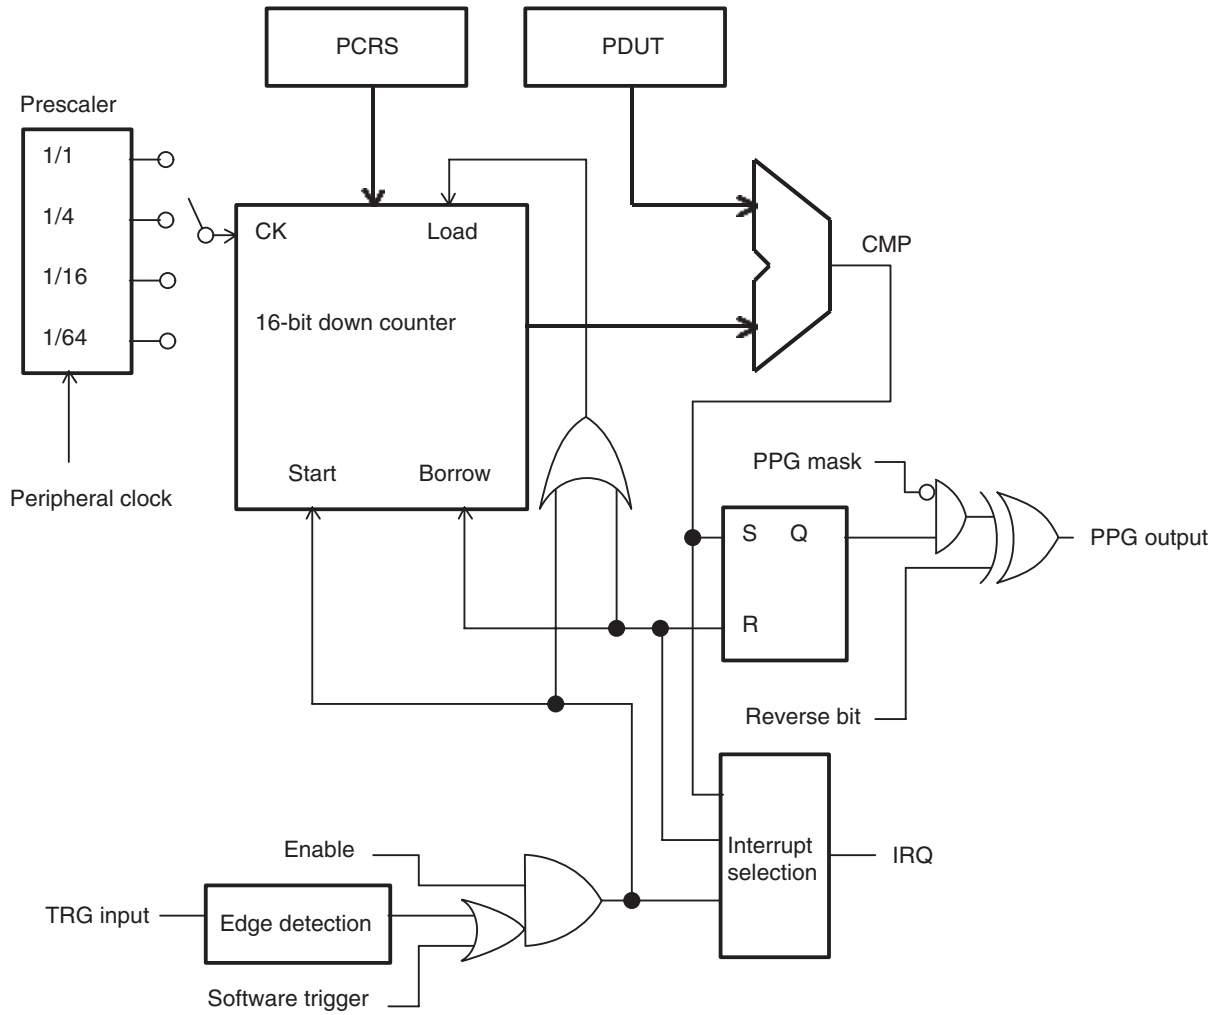 PCRS
PDUT
Prescaler
1/1
1/4
1/16
1/64
CK
Load
16-bit down counter
Start
Borrow
Peripheral clock
CMP
PPG mask
S
Q
R
PPG output
Reverse bit
Enable
TRG input
Edge detection
Software trigger
Interrupt
selection
IRQ